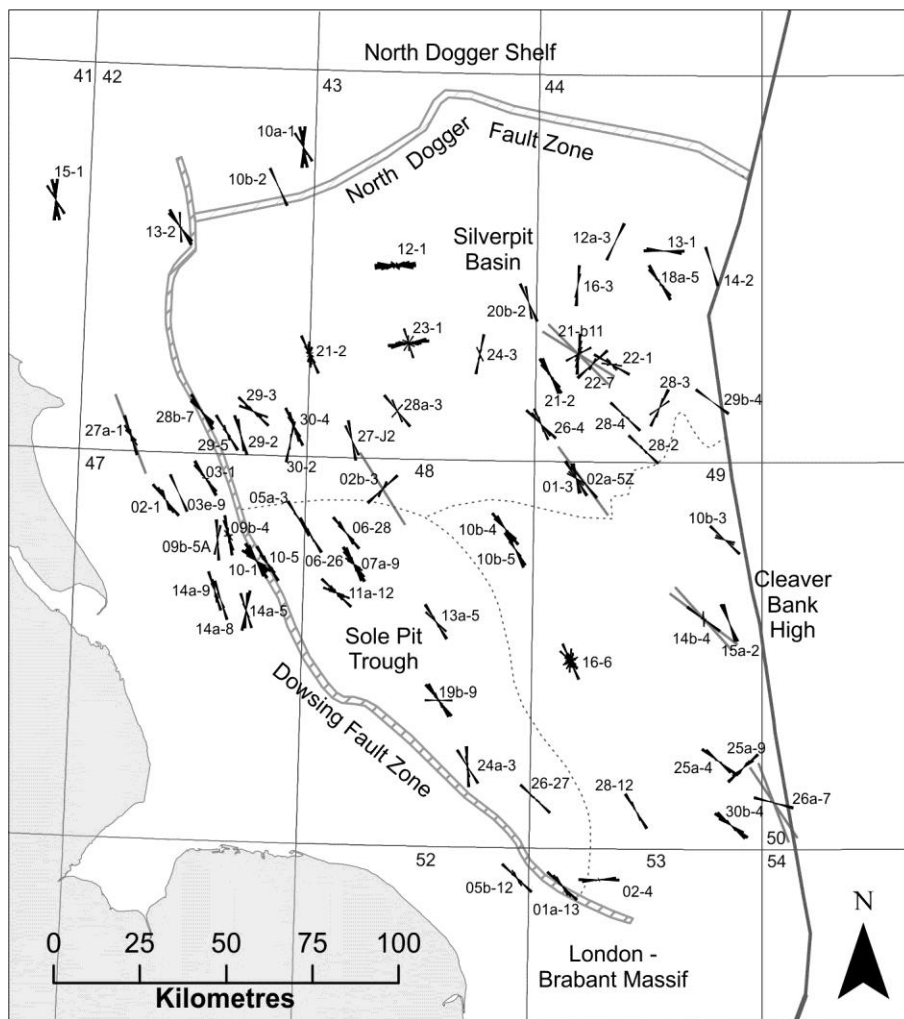 North Dogger Shelf
41 42
43
44
10a-1
North Dogger
Fault Zone
15-1
10b-2
13-2
12-1
Silverpit
Basin
12a-3
13-1
16-3
18a-5
14-2
20b-2
21-2
23-1
24-3
21-b11
22-1
22-7
21-2
28-3
29b-4
28-4
28-2
26-4
28b-7
29-3
30-4
28a-3
27a-1
29-5
29-2
27-J2
30-2
47
48
49
03-1
02b-3
01-3
02a-5Z
02-1
03e-9
05a-3
09b-4
06-28
10b-4
10b-3
09b-5A
10-5
06-26
07a-9
10b-5
10-1
11a-12
Cleaver
Bank
High
14a-9
14a-5
13a-5
14b-4
15a-2
14a-8
Sole Pit
Trough
16-6
19b-9
Dowsing Fault Zone
24a-3
25a-9
25a-4
26-27
28-12
26a-7
30b-4
50
52
53
54
05b-12
01a-13
02-4
N
0 25 50 75 100
Kilometres
London -
Brabant Massif